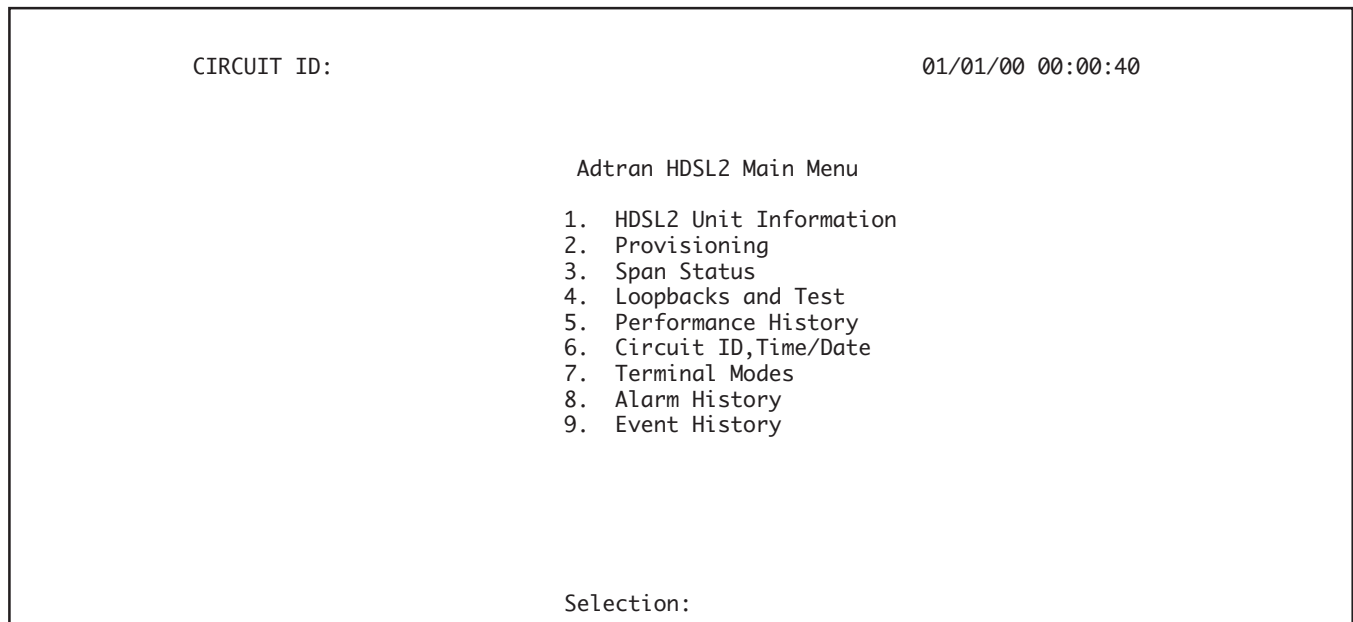 CIRCUIT ID: 01/01/00 00:00:40
Adtran HDSL2 Main Menu
1. HDSL2 Unit Information
2. Provisioning
3. Span Status
4. Loopbacks and Test
5. Performance History
6. Circuit ID,Time/Date
7. Terminal Modes
8. Alarm History
9. Event History
Selection: